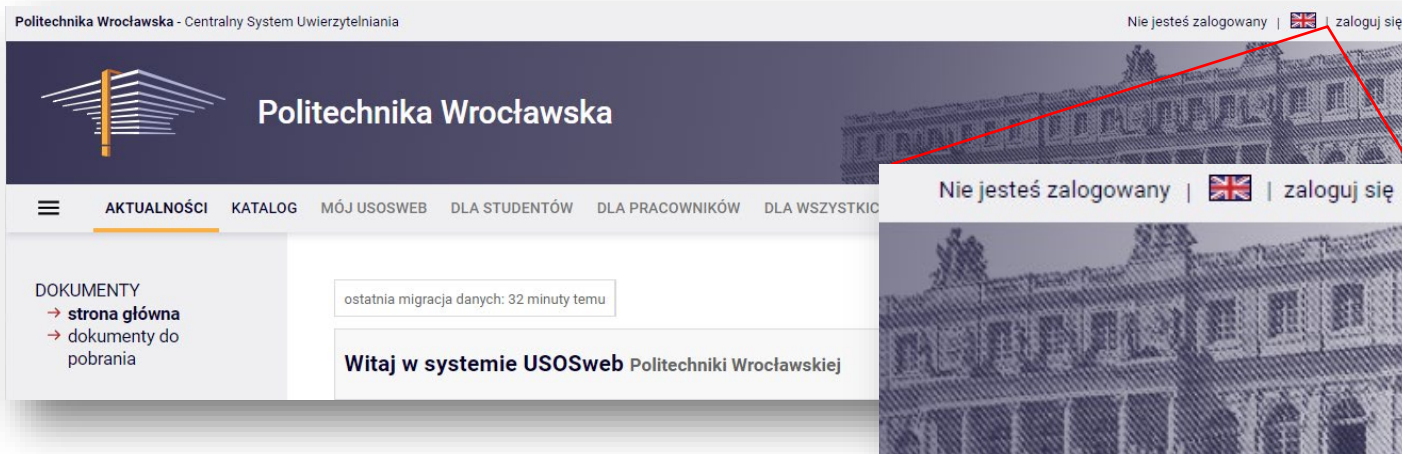 Politechnika Wrocławska - Centralny System Uwierzytelniania
Nie jesteś zalogowany | | zaloguj się
Politechnika Wrocławska
AKTUALNOŚCI KATALOG MÓJ USOSWEB DLA STUDENTÓW DLA PRACOWNIKÓW DLA WSZYSTKIC
Nie jesteś zalogowany | | zaloguj się
DOKUMENTY
→ strona główna
→ dokumenty do
pobrania
ostatnia migracja danych: 32 minuty temu
Witaj w systemie USOSweb Politechniki Wrocławskiej